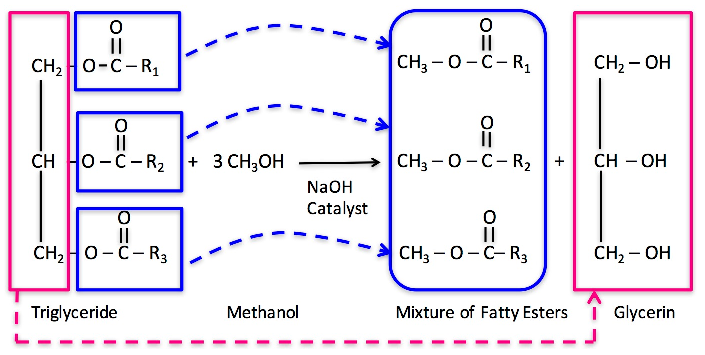 O
CH2 O – C – R1
O
CH O – C – R2
O
CH2 O – C – R3
+ 3 CH3OH
NaOH
Catalyst
O
CH3 – O – C – R1
O
CH3 – O – C – R2
O
CH3 – O – C – R3
+
CH2 – OH
CH – OH
CH2 – OH
Triglyceride Methanol Mixture of Fatty Esters Glycerin